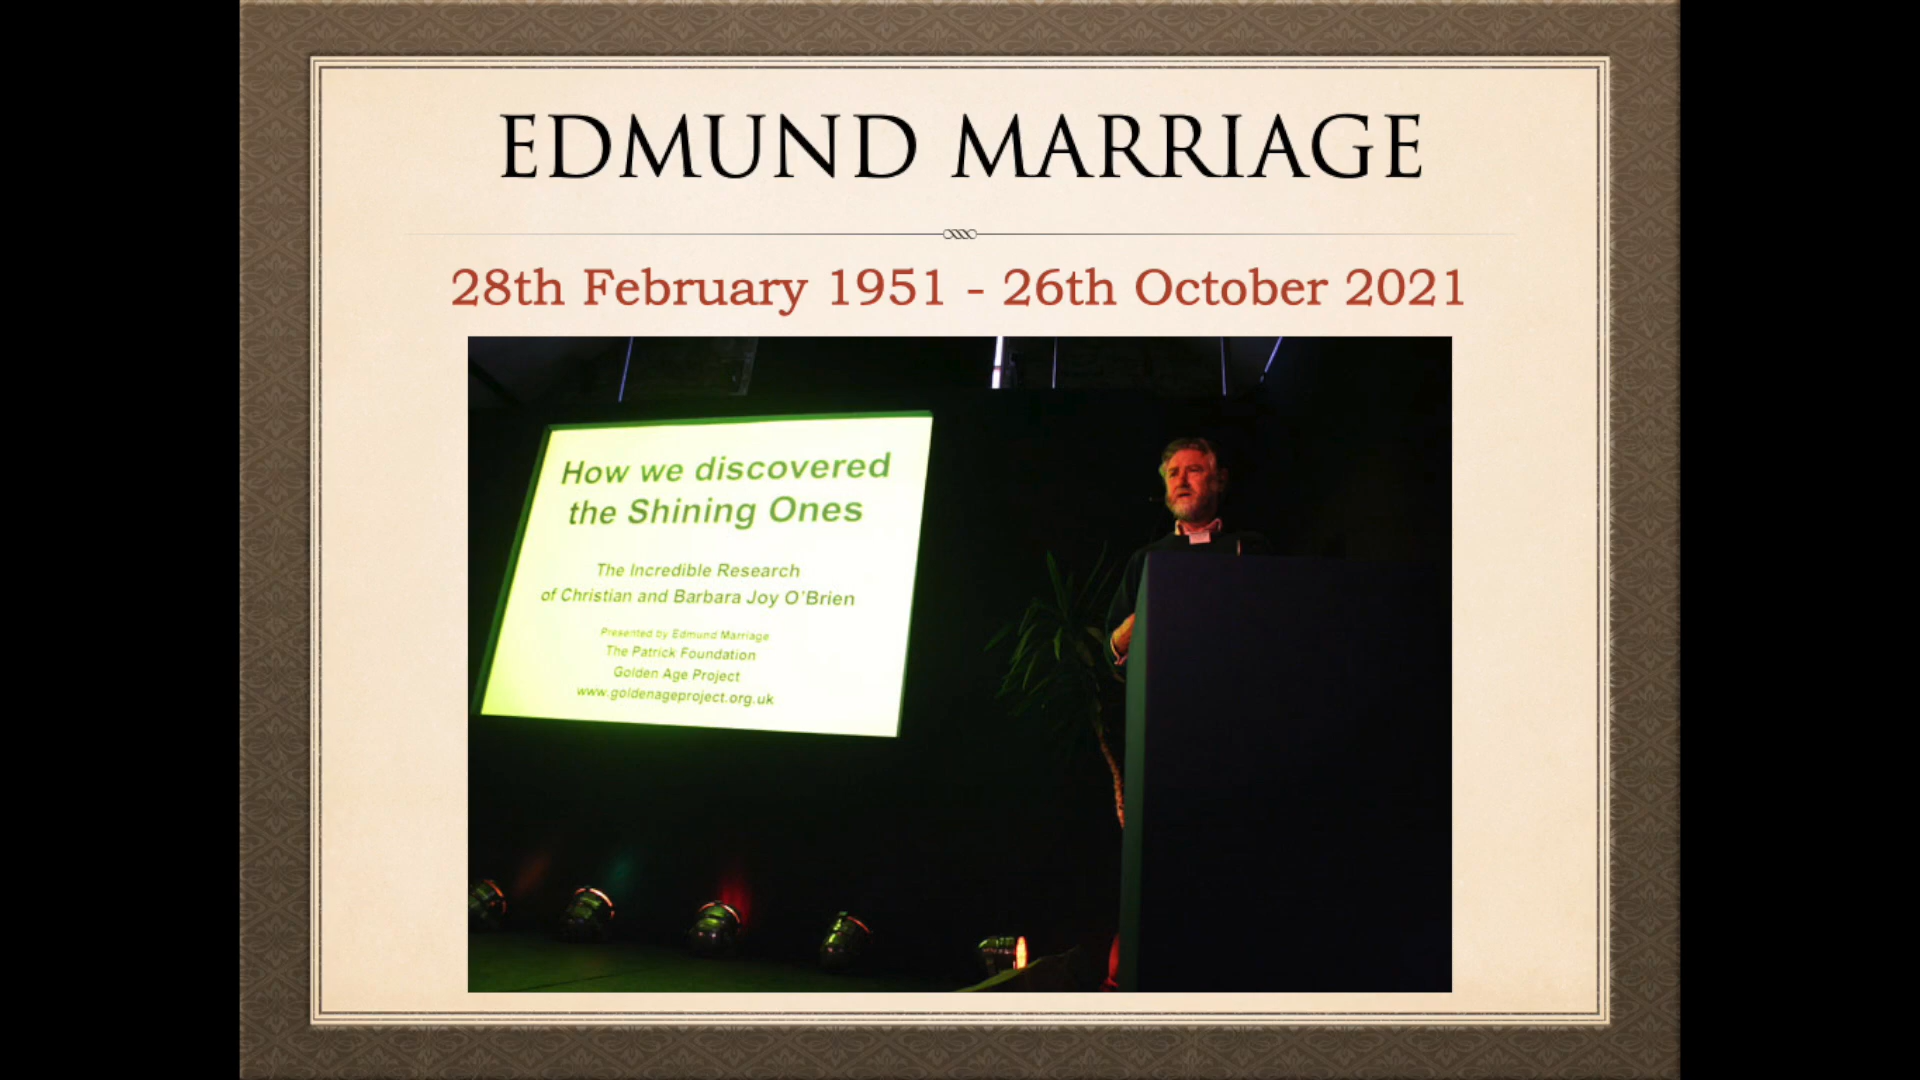 EDMUND MARRIAGE
28th February 1951 - 26th October 2021
How we discovered
the Shining Ones
The Incredible Research
of Christian and Barbara Joy O'Brien
Presented by Edmund Marriage
The Patrick Foundation
Golden Age Project
www.goldenageproject.org.uk